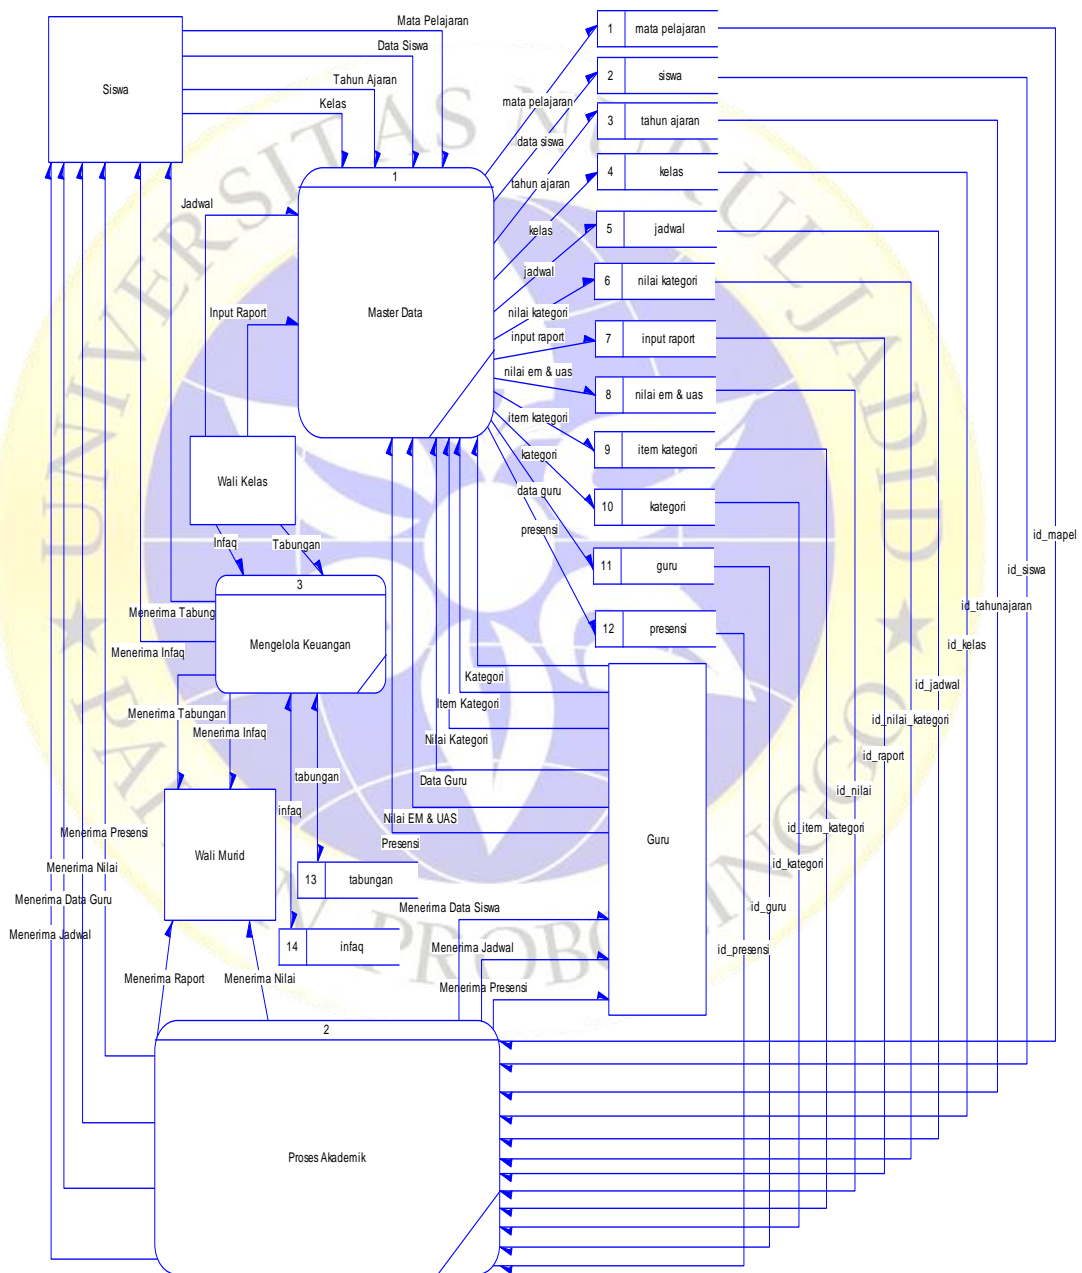 Siswa
Mata Pelajaran
Data Siswa
Tahun Ajaran
Kelas
1
Master Data
Jadwal
Input Raport
Wali Kelas
Infaq
Tabungan
3
Mengelola Keuangan
Menerima Tabung
Menerima Infaq
Menerima Tabungan
Menerima Infaq
Wali Murid
tabungan
infaq
13 tabungan
14 infaq
mata pelajaran
data siswa
tahun ajaran
kelas
jadwal
nilai kategori
input raport
nilai em & uas
item kategori
kategori
data guru
presensi
1 mata pelajaran
2 siswa
3 tahun ajaran
4 kelas
5 jadwal
6 nilai kategori
7 input raport
8 nilai em & uas
9 item kategori
10 kategori
11 guru
12 presensi
Kategori
Item Kategori
Nilai Kategori
Data Guru
Nilai EM & UAS
Presensi
Guru
Menerima Data Siswa
Menerima Jadwal
Menerima Presensi
Menerima Presensi
Menerima Nilai
Menerima Data Guru
Menerima Jadwal
Menerima Raport
Menerima Nilai
2
Proses Akademik
id_mapel
id_siswa
id_tahunajaran
id_kelas
id_jadwal
id_nilai_kategori
id_raport
id_nilai
id_item_kategori
id_kategori
id_guru
id_presensi
UNIVERSITAS NURUL JADID
PAITON PROBOLINGGO